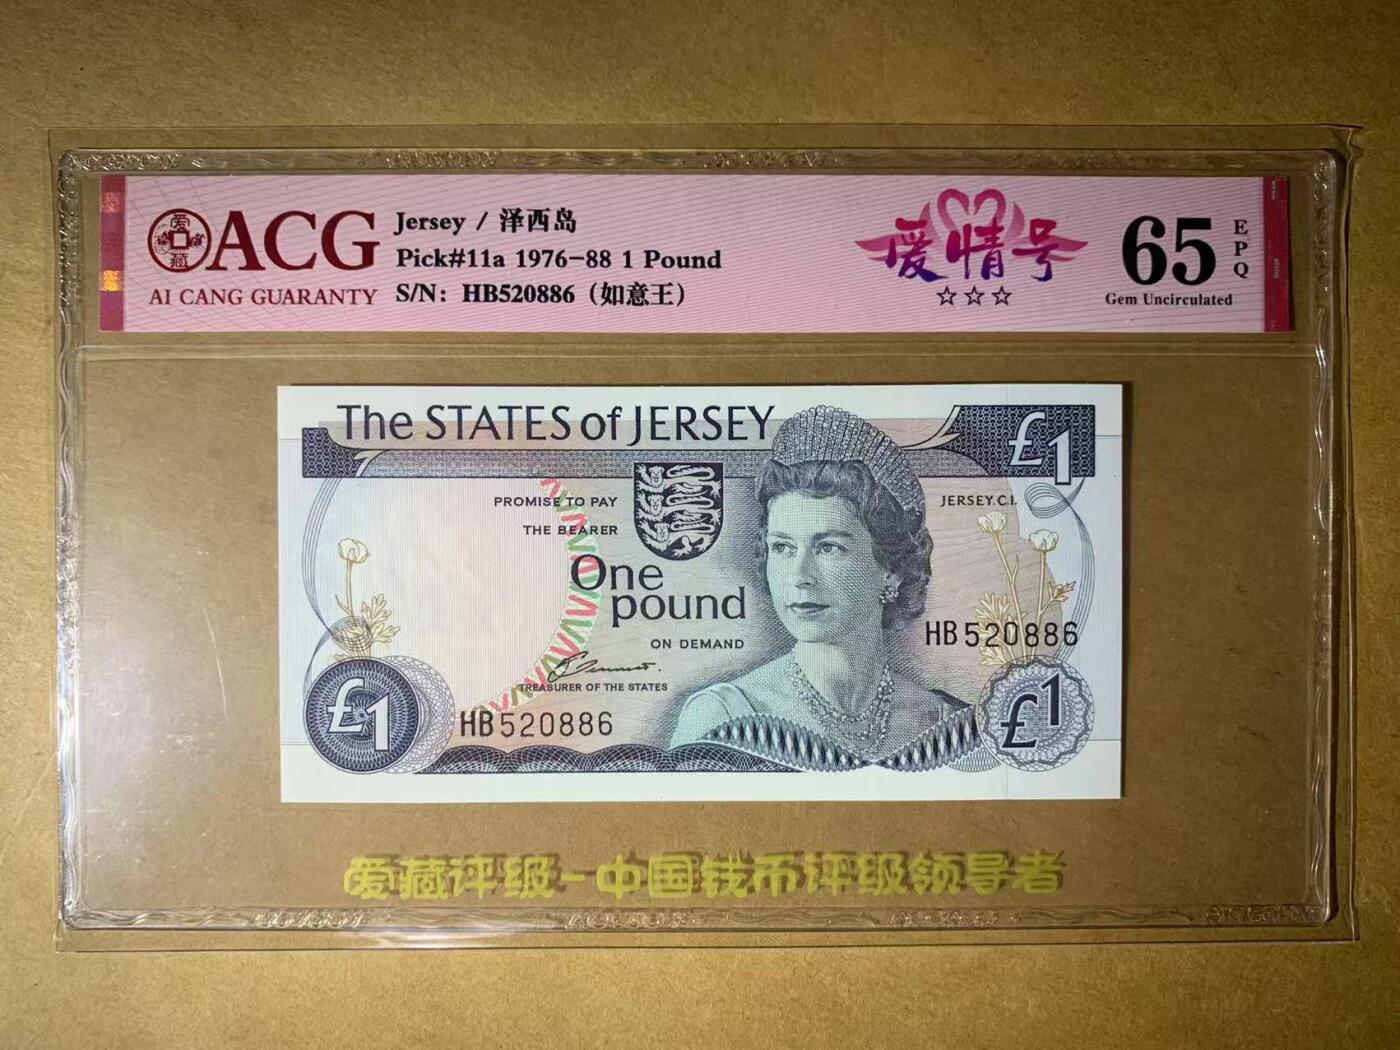 ACG
AI CANG GUARANTY
Jersey / 泽西岛
Pick#11a 1976-88 1 Pound
S/N: HB520886 (如意王)
爱情号
☆☆☆
65
EPQ
Gem Uncirculated
The STATES of JERSEY
£1
PROMISE TO PAY
THE BEARER
JERSEY.C.I.
One
pound
ON DEMAND
HB520886
TREASURER OF THE STATES
£1
HB520886
£1
爱藏评级-中国钱币评级领导者